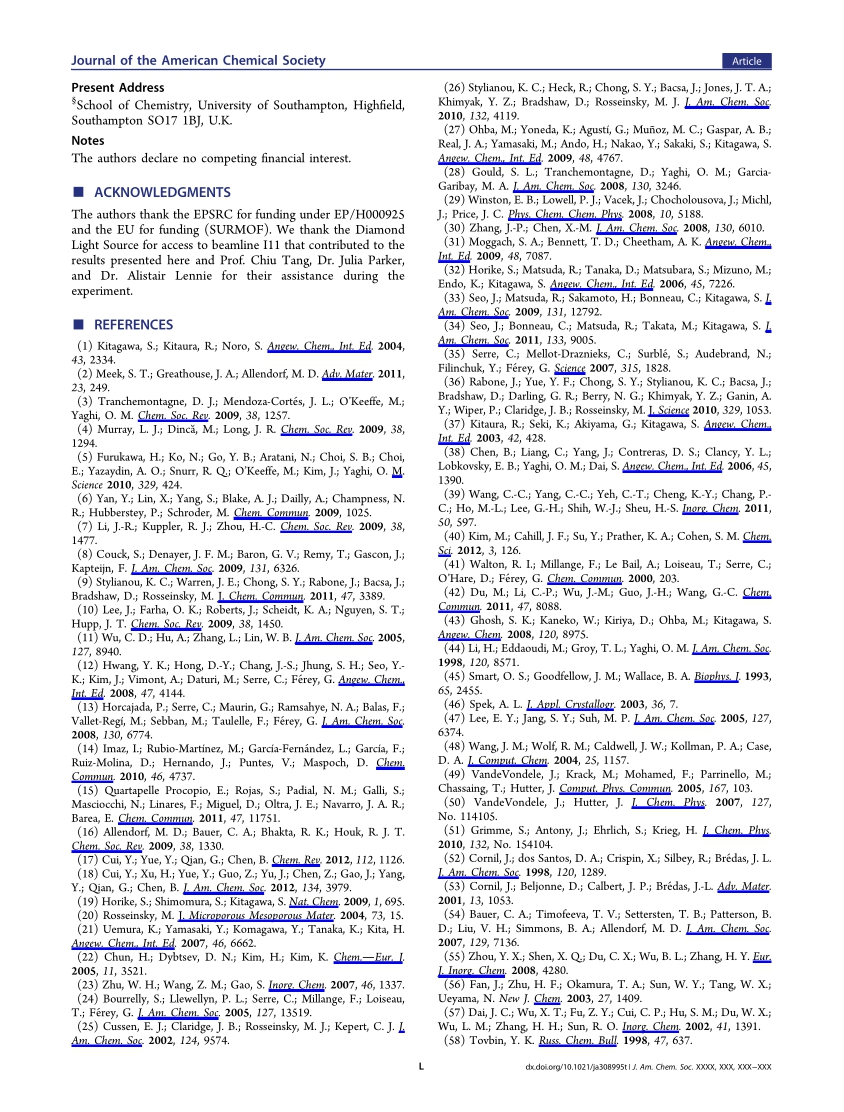 Journal of the American Chemical Society
Article
Present Address
§School of Chemistry, University of Southampton, Highfield,
Southampton SO17 1BJ, U.K.
Notes
The authors declare no competing financial interest.
■ ACKNOWLEDGMENTS
The authors thank the EPSRC for funding under EP/H000925
and the EU for funding (SURMOF). We thank the Diamond
Light Source for access to beamline I11 that contributed to the
results presented here and Prof. Chiu Tang, Dr. Julia Parker,
and Dr. Alistair Lennie for their assistance during the
experiment.
■ REFERENCES
(1) Kitagawa, S.; Kitaura, R.; Noro, S. Angew. Chem., Int. Ed. 2004,
43, 2334.
(2) Meek, S. T.; Greathouse, J. A.; Allendorf, M. D. Adv. Mater. 2011,
23, 249.
(3) Tranchemontagne, D. J.; Mendoza-Cortés, J. L.; O'Keeffe, M.;
Yaghi, O. M. Chem. Soc. Rev. 2009, 38, 1257.
(4) Murray, L. J.; Dincă, M.; Long, J. R. Chem. Soc. Rev. 2009, 38,
1294.
(5) Furukawa, H.; Ko, N.; Go, Y. B.; Aratani, N.; Choi, S. B.; Choi,
E.; Yazaydin, A. O.; Snurr, R. Q.; O'Keeffe, M.; Kim, J.; Yaghi, O. M.
Science 2010, 329, 424.
(6) Yan, Y.; Lin, X.; Yang, S.; Blake, A. J.; Dailly, A.; Champness, N.
R.; Hubberstey, P.; Schroder, M. Chem. Commun. 2009, 1025.
(7) Li, J.-R.; Kuppler, R. J.; Zhou, H.-C. Chem. Soc. Rev. 2009, 38,
1477.
(8) Couck, S.; Denayer, J. F. M.; Baron, G. V.; Remy, T.; Gascon, J.;
Kapteijn, F. J. Am. Chem. Soc. 2009, 131, 6326.
(9) Stylianou, K. C.; Warren, J. E.; Chong, S. Y.; Rabone, J.; Bacsa, J.;
Bradshaw, D.; Rosseinsky, M. J. Chem. Commun. 2011, 47, 3389.
(10) Lee, J.; Farha, O. K.; Roberts, J.; Scheidt, K. A.; Nguyen, S. T.;
Hupp, J. T. Chem. Soc. Rev. 2009, 38, 1450.
(11) Wu, C. D.; Hu, A.; Zhang, L.; Lin, W. B. J. Am. Chem. Soc. 2005,
127, 8940.
(12) Hwang, Y. K.; Hong, D.-Y.; Chang, J.-S.; Jhung, S. H.; Seo, Y.-
K.; Kim, J.; Vimont, A.; Daturi, M.; Serre, C.; Férey, G. Angew. Chem.,
Int. Ed. 2008, 47, 4144.
(13) Horcajada, P.; Serre, C.; Maurin, G.; Ramsahye, N. A.; Balas, F.;
Vallet-Regí, M.; Sebban, M.; Taulelle, F.; Férey, G. J. Am. Chem. Soc.
2008, 130, 6774.
(14) Imaz, I.; Rubio-Martínez, M.; García-Fernández, L.; García, F.;
Ruiz-Molina, D.; Hernando, J.; Puntes, V.; Maspoch, D. Chem.
Commun. 2010, 46, 4737.
(15) Quartapelle Procopio, E.; Rojas, S.; Padial, N. M.; Galli, S.;
Masciocchi, N.; Linares, F.; Miguel, D.; Oltra, J. E.; Navarro, J. A. R.;
Barea, E. Chem. Commun. 2011, 47, 11751.
(16) Allendorf, M. D.; Bauer, C. A.; Bhakta, R. K.; Houk, R. J. T.
Chem. Soc. Rev. 2009, 38, 1330.
(17) Cui, Y.; Yue, Y.; Qian, G.; Chen, B. Chem. Rev. 2012, 112, 1126.
(18) Cui, Y.; Xu, H.; Yue, Y.; Guo, Z.; Yu, J.; Chen, Z.; Gao, J.; Yang,
Y.; Qian, G.; Chen, B. J. Am. Chem. Soc. 2012, 134, 3979.
(19) Horike, S.; Shimomura, S.; Kitagawa, S. Nat. Chem. 2009, 1, 695.
(20) Rosseinsky, M. J. Microporous Mesoporous Mater. 2004, 73, 15.
(21) Uemura, K.; Yamasaki, Y.; Komagawa, Y.; Tanaka, K.; Kita, H.
Angew. Chem., Int. Ed. 2007, 46, 6662.
(22) Chun, H.; Dybtsev, D. N.; Kim, H.; Kim, K. Chem.—Eur. J.
2005, 11, 3521.
(23) Zhu, W. H.; Wang, Z. M.; Gao, S. Inorg. Chem. 2007, 46, 1337.
(24) Bourrelly, S.; Llewellyn, P. L.; Serre, C.; Millange, F.; Loiseau,
T.; Férey, G. J. Am. Chem. Soc. 2005, 127, 13519.
(25) Cussen, E. J.; Claridge, J. B.; Rosseinsky, M. J.; Kepert, C. J. J.
Am. Chem. Soc. 2002, 124, 9574.
(26) Stylianou, K. C.; Heck, R.; Chong, S. Y.; Bacsa, J.; Jones, J. T. A.;
Khimyak, Y. Z.; Bradshaw, D.; Rosseinsky, M. J. J. Am. Chem. Soc.
2010, 132, 4119.
(27) Ohba, M.; Yoneda, K.; Agustí, G.; Muñoz, M. C.; Gaspar, A. B.;
Real, J. A.; Yamasaki, M.; Ando, H.; Nakao, Y.; Sakaki, S.; Kitagawa, S.
Angew. Chem., Int. Ed. 2009, 48, 4767.
(28) Gould, S. L.; Tranchemontagne, D.; Yaghi, O. M.; Garcia-
Garibay, M. A. J. Am. Chem. Soc. 2008, 130, 3246.
(29) Winston, E. B.; Lowell, P. J.; Vacek, J.; Chocholousova, J.; Michl,
J.; Price, J. C. Phys. Chem. Chem. Phys. 2008, 10, 5188.
(30) Zhang, J.-P.; Chen, X.-M. J. Am. Chem. Soc. 2008, 130, 6010.
(31) Moggach, S. A.; Bennett, T. D.; Cheetham, A. K. Angew. Chem.,
Int. Ed. 2009, 48, 7087.
(32) Horike, S.; Matsuda, R.; Tanaka, D.; Matsubara, S.; Mizuno, M.;
Endo, K.; Kitagawa, S. Angew. Chem., Int. Ed. 2006, 45, 7226.
(33) Seo, J.; Matsuda, R.; Sakamoto, H.; Bonneau, C.; Kitagawa, S. J.
Am. Chem. Soc. 2009, 131, 12792.
(34) Seo, J.; Bonneau, C.; Matsuda, R.; Takata, M.; Kitagawa, S. J.
Am. Chem. Soc. 2011, 133, 9005.
(35) Serre, C.; Mellot-Draznieks, C.; Surblé, S.; Audebrand, N.;
Filinchuk, Y.; Férey, G. Science 2007, 315, 1828.
(36) Rabone, J.; Yue, Y. F.; Chong, S. Y.; Stylianou, K. C.; Bacsa, J.;
Bradshaw, D.; Darling, G. R.; Berry, N. G.; Khimyak, Y. Z.; Ganin, A.
Y.; Wiper, P.; Claridge, J. B.; Rosseinsky, M. J. Science 2010, 329, 1053.
(37) Kitaura, R.; Seki, K.; Akiyama, G.; Kitagawa, S. Angew. Chem.,
Int. Ed. 2003, 42, 428.
(38) Chen, B.; Liang, C.; Yang, J.; Contreras, D. S.; Clancy, Y. L.;
Lobkovsky, E. B.; Yaghi, O. M.; Dai, S. Angew. Chem., Int. Ed. 2006, 45,
1390.
(39) Wang, C.-C.; Yang, C.-C.; Yeh, C.-T.; Cheng, K.-Y.; Chang, P.-
C.; Ho, M.-L.; Lee, G.-H.; Shih, W.-J.; Sheu, H.-S. Inorg. Chem. 2011,
50, 597.
(40) Kim, M.; Cahill, J. F.; Su, Y.; Prather, K. A.; Cohen, S. M. Chem.
Sci. 2012, 3, 126.
(41) Walton, R. I.; Millange, F.; Le Bail, A.; Loiseau, T.; Serre, C.;
O'Hare, D.; Férey, G. Chem. Commun. 2000, 203.
(42) Du, M.; Li, C.-P.; Wu, J.-M.; Guo, J.-H.; Wang, G.-C. Chem.
Commun. 2011, 47, 8088.
(43) Ghosh, S. K.; Kaneko, W.; Kiriya, D.; Ohba, M.; Kitagawa, S.
Angew. Chem. 2008, 120, 8975.
(44) Li, H.; Eddaoudi, M.; Groy, T. L.; Yaghi, O. M. J. Am. Chem. Soc.
1998, 120, 8571.
(45) Smart, O. S.; Goodfellow, J. M.; Wallace, B. A. Biophys. J. 1993,
65, 2455.
(46) Spek, A. L. J. Appl. Crystallogr. 2003, 36, 7.
(47) Lee, E. Y.; Jang, S. Y.; Suh, M. P. J. Am. Chem. Soc. 2005, 127,
6374.
(48) Wang, J. M.; Wolf, R. M.; Caldwell, J. W.; Kollman, P. A.; Case,
D. A. J. Comput. Chem. 2004, 25, 1157.
(49) VandeVondele, J.; Krack, M.; Mohamed, F.; Parrinello, M.;
Chassaing, T.; Hutter, J. Comput. Phys. Commun. 2005, 167, 103.
(50) VandeVondele, J.; Hutter, J. J. Chem. Phys. 2007, 127,
No. 114105.
(51) Grimme, S.; Antony, J.; Ehrlich, S.; Krieg, H. J. Chem. Phys.
2010, 132, No. 154104.
(52) Cornil, J.; dos Santos, D. A.; Crispin, X.; Silbey, R.; Brédas, J. L.
J. Am. Chem. Soc. 1998, 120, 1289.
(53) Cornil, J.; Beljonne, D.; Calbert, J. P.; Brédas, J.-L. Adv. Mater.
2001, 13, 1053.
(54) Bauer, C. A.; Timofeeva, T. V.; Settersten, T. B.; Patterson, B.
D.; Liu, V. H.; Simmons, B. A.; Allendorf, M. D. J. Am. Chem. Soc.
2007, 129, 7136.
(55) Zhou, Y. X.; Shen, X. Q.; Du, C. X.; Wu, B. L.; Zhang, H. Y. Eur.
J. Inorg. Chem. 2008, 4280.
(56) Fan, J.; Zhu, H. F.; Okamura, T. A.; Sun, W. Y.; Tang, W. X.;
Ueyama, N. New J. Chem. 2003, 27, 1409.
(57) Dai, J. C.; Wu, X. T.; Fu, Z. Y.; Cui, C. P.; Hu, S. M.; Du, W. X.;
Wu, L. M.; Zhang, H. H.; Sun, R. O. Inorg. Chem. 2002, 41, 1391.
(58) Tovbin, Y. K. Russ. Chem. Bull. 1998, 47, 637.
L
dx.doi.org/10.1021/ja308995t | J. Am. Chem. Soc. XXXX, XXX, XXX−XXX